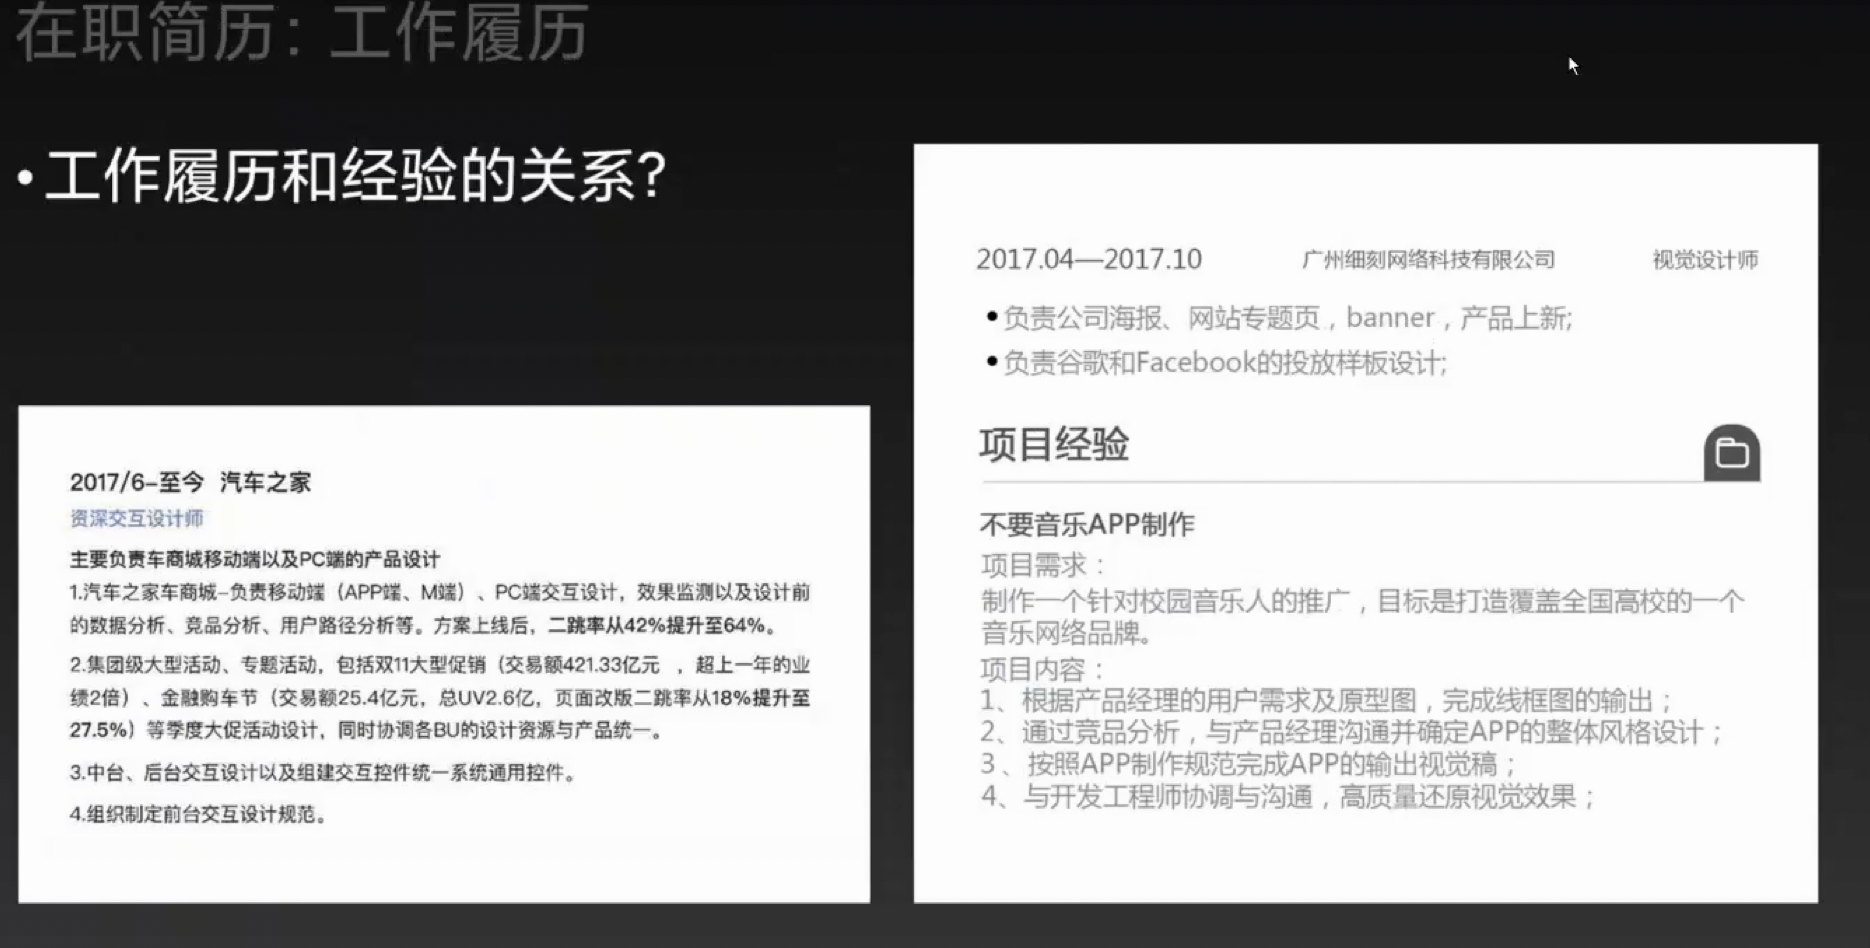 在职简历：工作履历
•工作履历和经验的关系?
2017/6-至今 汽车之家
资深交互设计师
主要负责车商城移动端以及PC端的产品设计
1.汽车之家车商城-负责移动端（APP端、M端）、PC端交互设计，效果监测以及设计前
的数据分析、竞品分析、用户路径分析等。方案上线后，二跳率从42%提升至64%。
2.集团级大型活动、专题活动，包括双11大型促销（交易额421.33亿元 ，超上一年的业
绩2倍）、金融购车节（交易额25.4亿元，总UV2.6亿，页面改版二跳率从18%提升至
27.5%）等季度大促活动设计，同时协调各BU的设计资源与产品统一。
3.中台、后台交互设计以及组建交互控件统一系统通用控件。
4.组织制定前台交互设计规范。
2017.04—2017.10 广州细刻网络科技有限公司 视觉设计师
•负责公司海报、网站专题页，banner，产品上新;
•负责谷歌和Facebook的投放样板设计;
项目经验
不要音乐APP制作
项目需求：
制作一个针对校园音乐人的推广，目标是打造覆盖全国高校的一个
音乐网络品牌。
项目内容：
1、根据产品经理的用户需求及原型图，完成线框图的输出；
2、通过竞品分析，与产品经理沟通并确定APP的整体风格设计；
3、按照APP制作规范完成APP的输出视觉稿；
4、与开发工程师协调与沟通，高质量还原视觉效果；